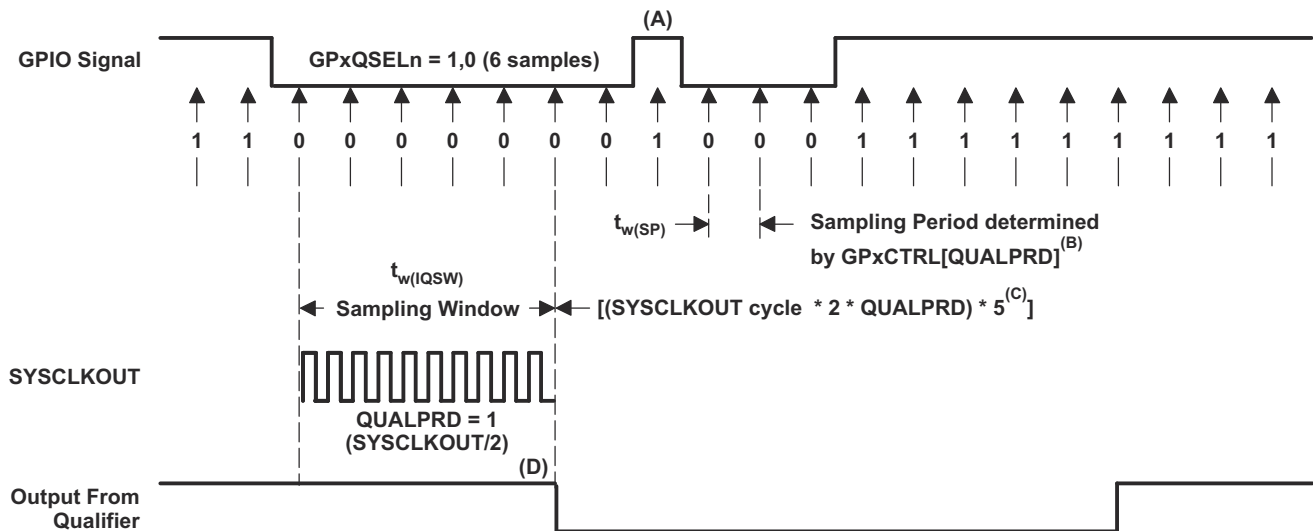 (A)
GPIO Signal
GPxQSELn = 1,0 (6 samples)
1 1 0 0 0 0 0 0 0 1 0 0 0 1 1 1 1 1 1 1 1 1
tw(SP)
Sampling Period determined
by GPxCTRL[QUALPRD](B)
tw(IQSW)
Sampling Window
[(SYSCLKOUT cycle * 2 * QUALPRD) * 5(C)]
SYSCLKOUT
QUALPRD = 1
(SYSCLKOUT/2)
(D)
Output From
Qualifier